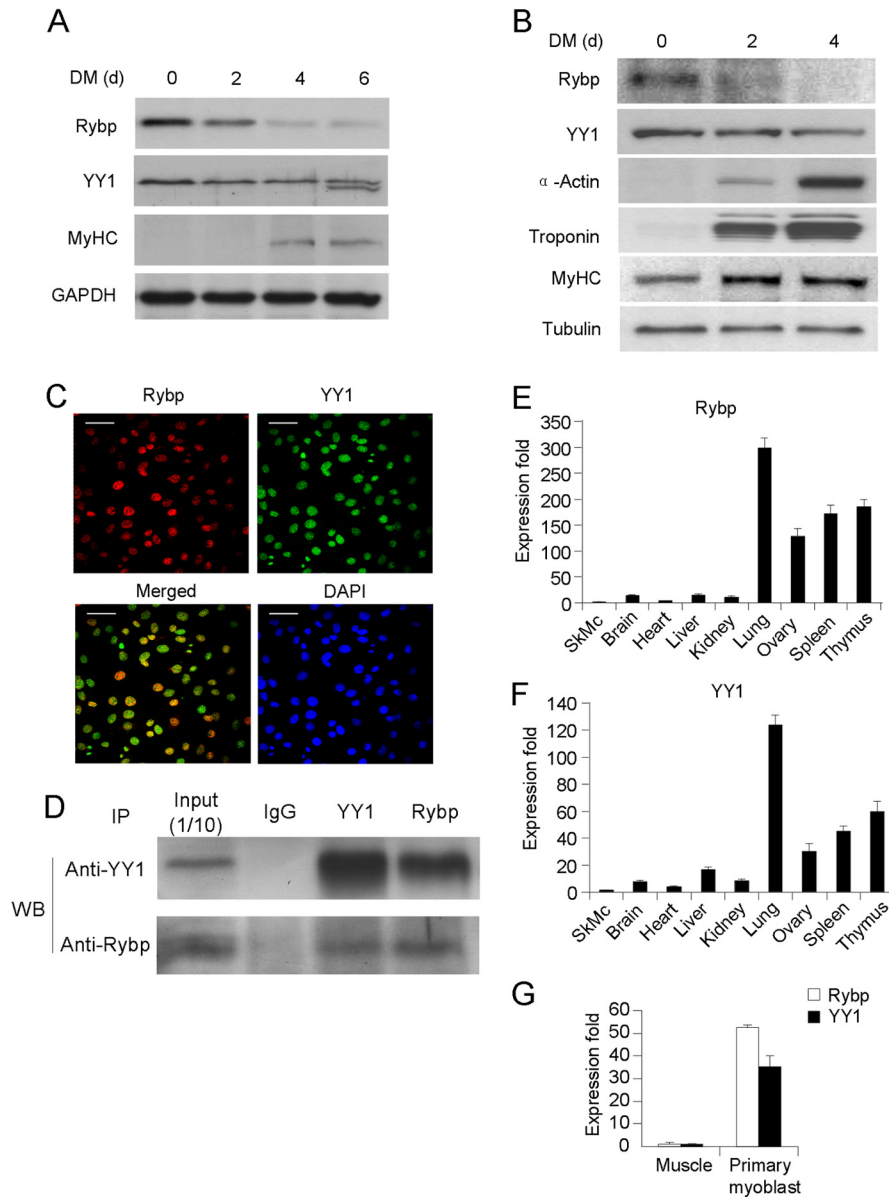 A
DM (d) 0 2 4 6
Rybp
YY1
MyHC
GAPDH
B
DM (d) 0 2 4
Rybp
YY1
α-Actin
Troponin
MyHC
Tubulin
C
Rybp YY1
Merged DAPI
D
IP Input (1/10) IgG YY1 Rybp
WB
Anti-YY1
Anti-Rybp
E
Rybp
Expression fold
350
300
250
200
150
100
50
0
SkMc Brain Heart Liver Kidney Lung Ovary Spleen Thymus
F
YY1
Expression fold
140
120
80
60
40
20
0
SkMc Brain Heart Liver Kidney Lung Ovary Spleen Thymus
G
Rybp
YY1
Expression fold
60
50
40
30
20
10
0
Muscle Primary
myoblast